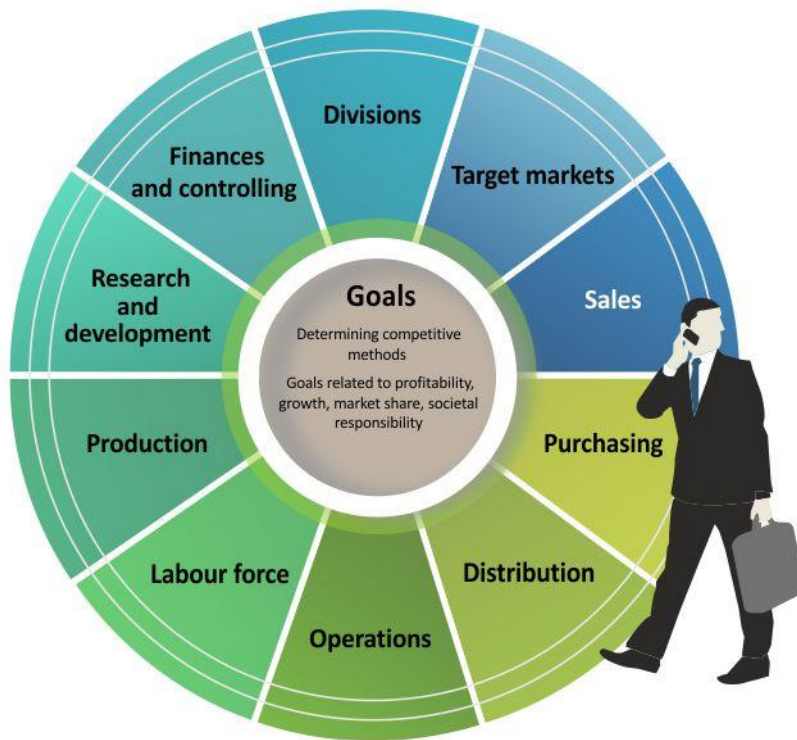 Divisions
Target markets
Sales
Purchasing
Distribution
Operations
Labour force
Production
Research
and
development
Finances
and controlling
Goals
Determining competitive
methods
Goals related to profitability,
growth, market share, societal
responsibility